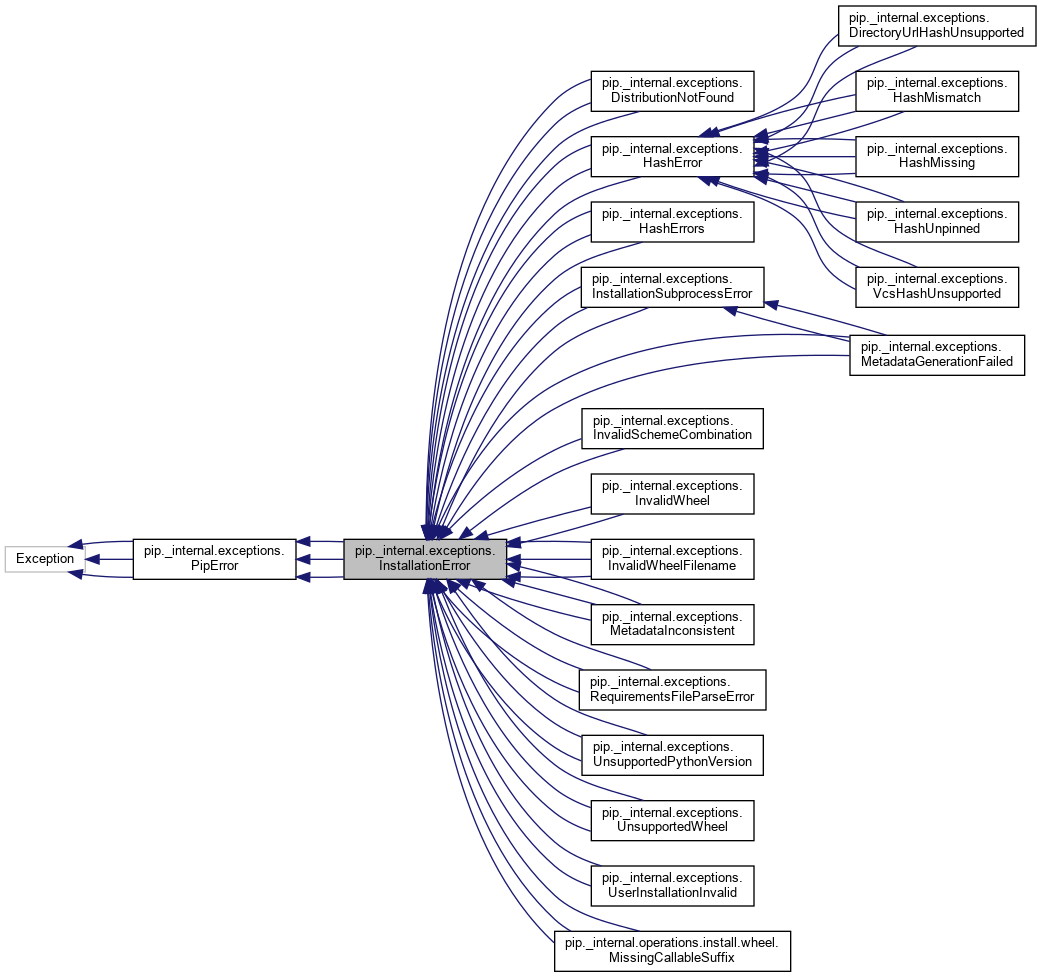 pip._internal.exceptions.
DirectoryUrlHashUnsupported
pip._internal.exceptions.
DistributionNotFound
pip._internal.exceptions.
HashMismatch
pip._internal.exceptions.
HashError
pip._internal.exceptions.
HashMissing
pip._internal.exceptions.
HashErrors
pip._internal.exceptions.
HashUnpinned
pip._internal.exceptions.
InstallationSubprocessError
pip._internal.exceptions.
VcsHashUnsupported
pip._internal.exceptions.
MetadataGenerationFailed
pip._internal.exceptions.
InvalidSchemeCombination
pip._internal.exceptions.
InvalidWheel
Exception
pip._internal.exceptions.
PipError
pip._internal.exceptions.
InstallationError
pip._internal.exceptions.
InvalidWheelFilename
pip._internal.exceptions.
MetadataInconsistent
pip._internal.exceptions.
RequirementsFileParseError
pip._internal.exceptions.
UnsupportedPythonVersion
pip._internal.exceptions.
UnsupportedWheel
pip._internal.exceptions.
UserInstallationInvalid
pip._internal.operations.install.wheel.
MissingCallableSuffix